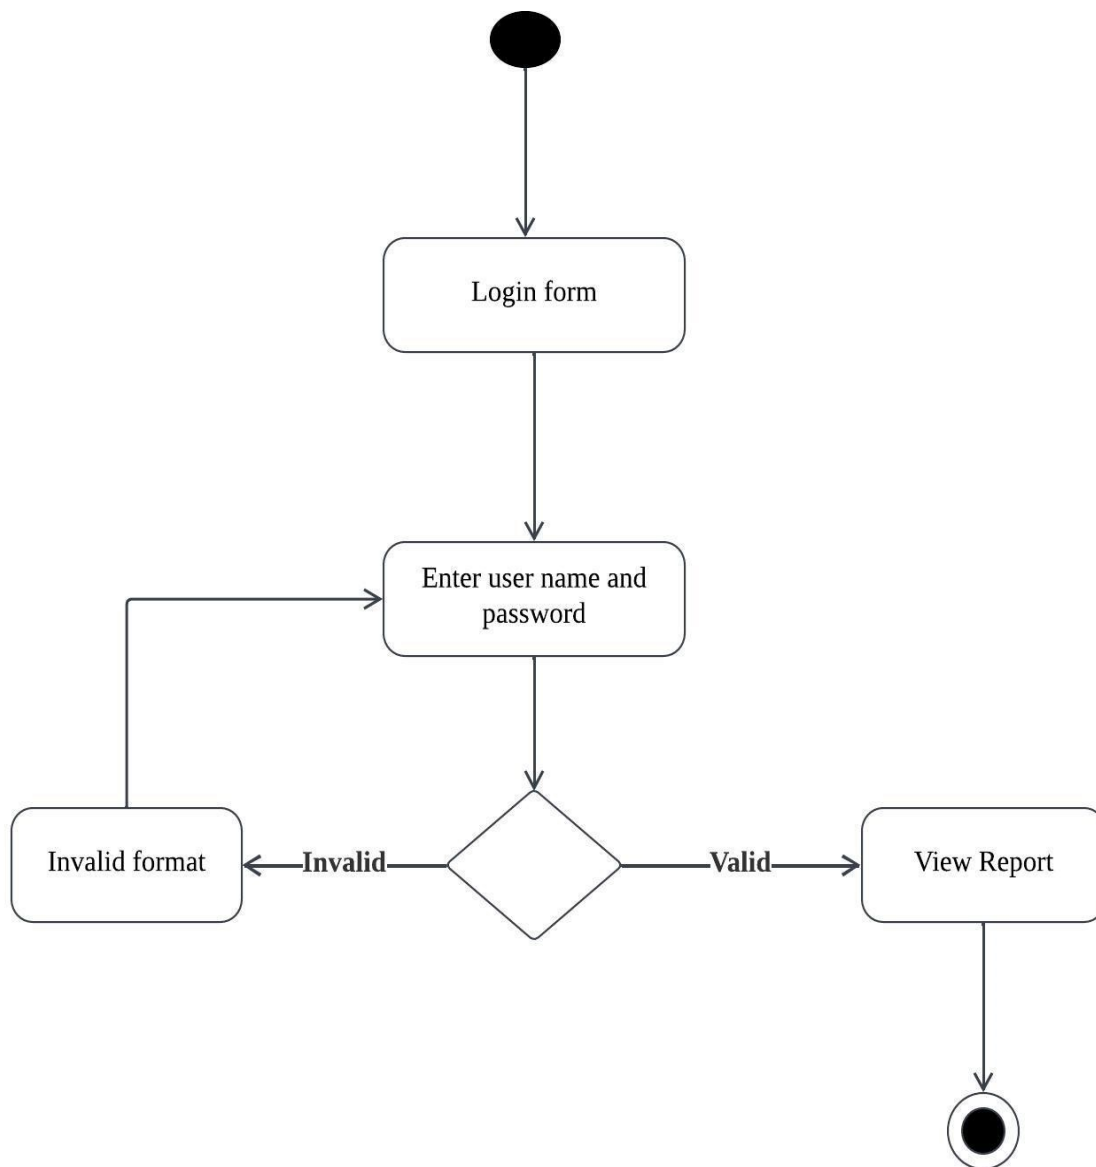 Login form
Enter user name and
password
Invalid format
Invalid
Valid
View Report